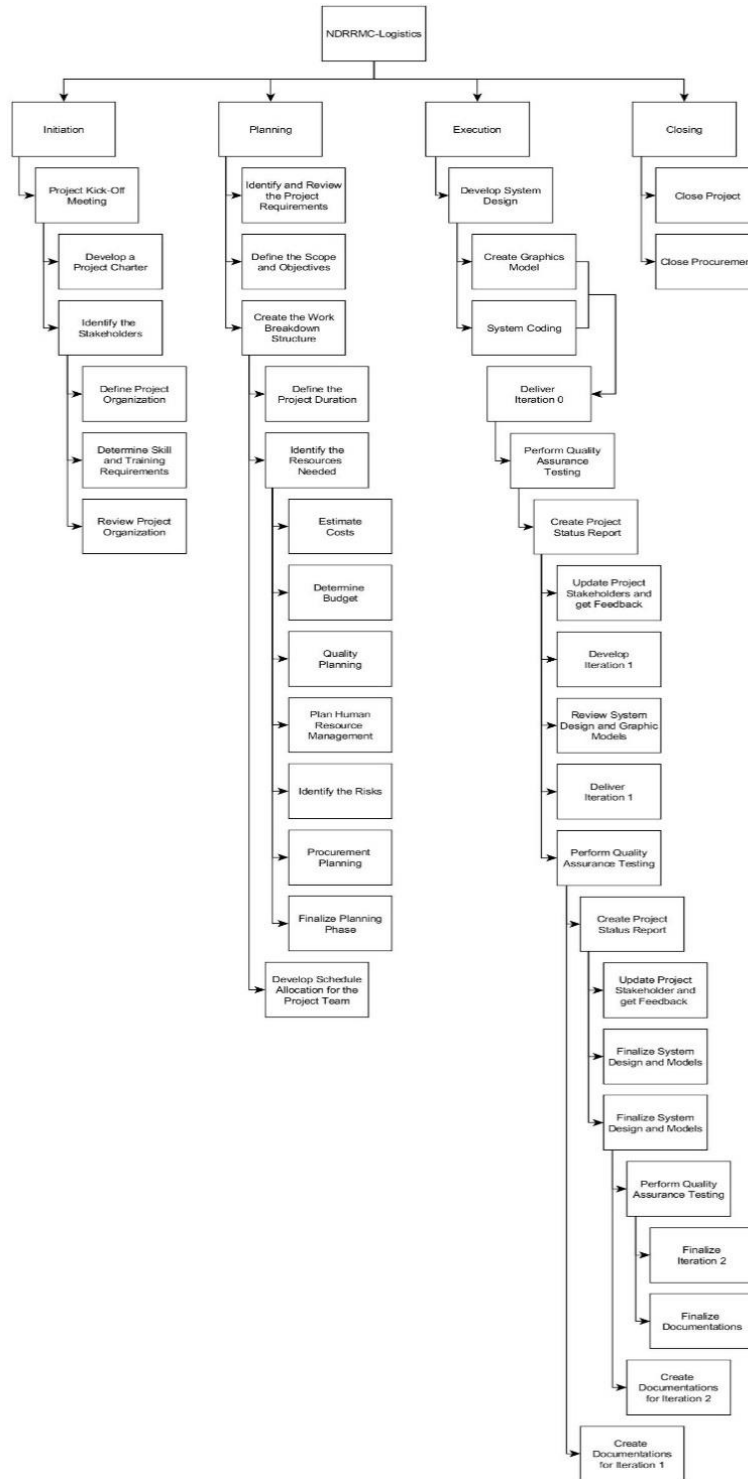 NDRRMC-Logistics
Initiation
Planning
Execution
Closing
Project Kick-Off
Meeting
Develop a
Project Charter
Identify the
Stakeholders
Define Project
Organization
Determine Skill
and Training
Requirements
Review Project
Organization
Identify and Review
the Project
Requirements
Define the Scope
and Objectives
Create the Work
Breakdown
Structure
Define the
Project Duration
Identify the
Resources
Needed
Estimate
Costs
Determine
Budget
Quality
Planning
Plan Human
Resource
Management
Identify the Risks
Procurement
Planning
Finalize Planning
Phase
Develop Schedule
Allocation for the
Project Team
Develop System
Design
Create Graphics
Model
System Coding
Deliver
Iteration 0
Perform Quality
Assurance
Testing
Create Project
Status Report
Update Project
Stakeholders and
get Feedback
Develop
Iteration 1
Review System
Design and Graphic
Models
Deliver
Iteration 1
Perform Quality
Assurance Testing
Create Project
Status Report
Update Project
Stakeholder and
get Feedback
Finalize System
Design and Models
Finalize System
Design and Models
Perform Quality
Assurance Testing
Finalize
Iteration 2
Finalize
Documentations
Create
Documentations
for Iteration 2
Create
Documentations
for Iteration 1
Close Project
Close Procurement